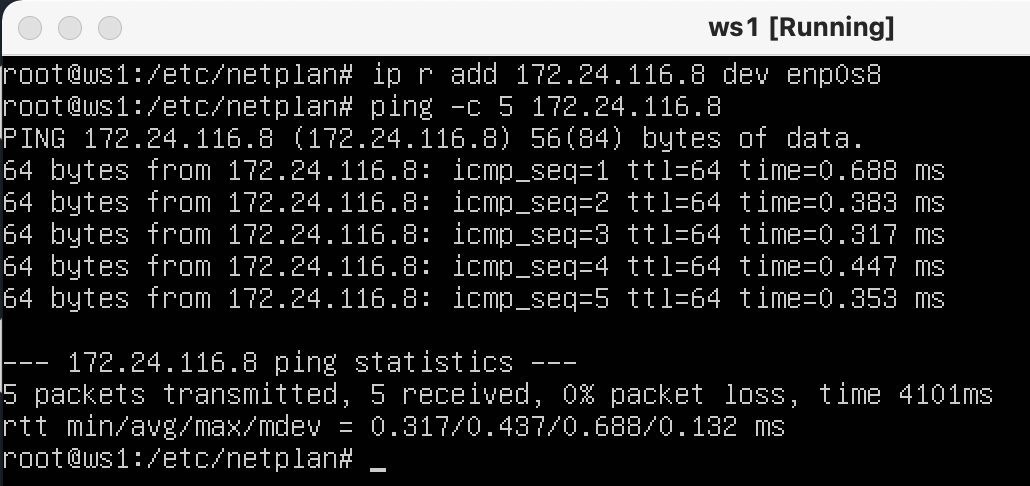 ws1 [Running]
root@ws1:/etc/netplan# ip r add 172.24.116.8 dev enp0s8
root@ws1:/etc/netplan# ping -c 5 172.24.116.8
PING 172.24.116.8 (172.24.116.8) 56(84) bytes of data.
64 bytes from 172.24.116.8: icmp_seq=1 ttl=64 time=0.688 ms
64 bytes from 172.24.116.8: icmp_seq=2 ttl=64 time=0.383 ms
64 bytes from 172.24.116.8: icmp_seq=3 ttl=64 time=0.317 ms
64 bytes from 172.24.116.8: icmp_seq=4 ttl=64 time=0.447 ms
64 bytes from 172.24.116.8: icmp_seq=5 ttl=64 time=0.353 ms
--- 172.24.116.8 ping statistics ---
5 packets transmitted, 5 received, 0% packet loss, time 4101ms
rtt min/avg/max/mdev = 0.317/0.437/0.688/0.132 ms
root@ws1:/etc/netplan# _